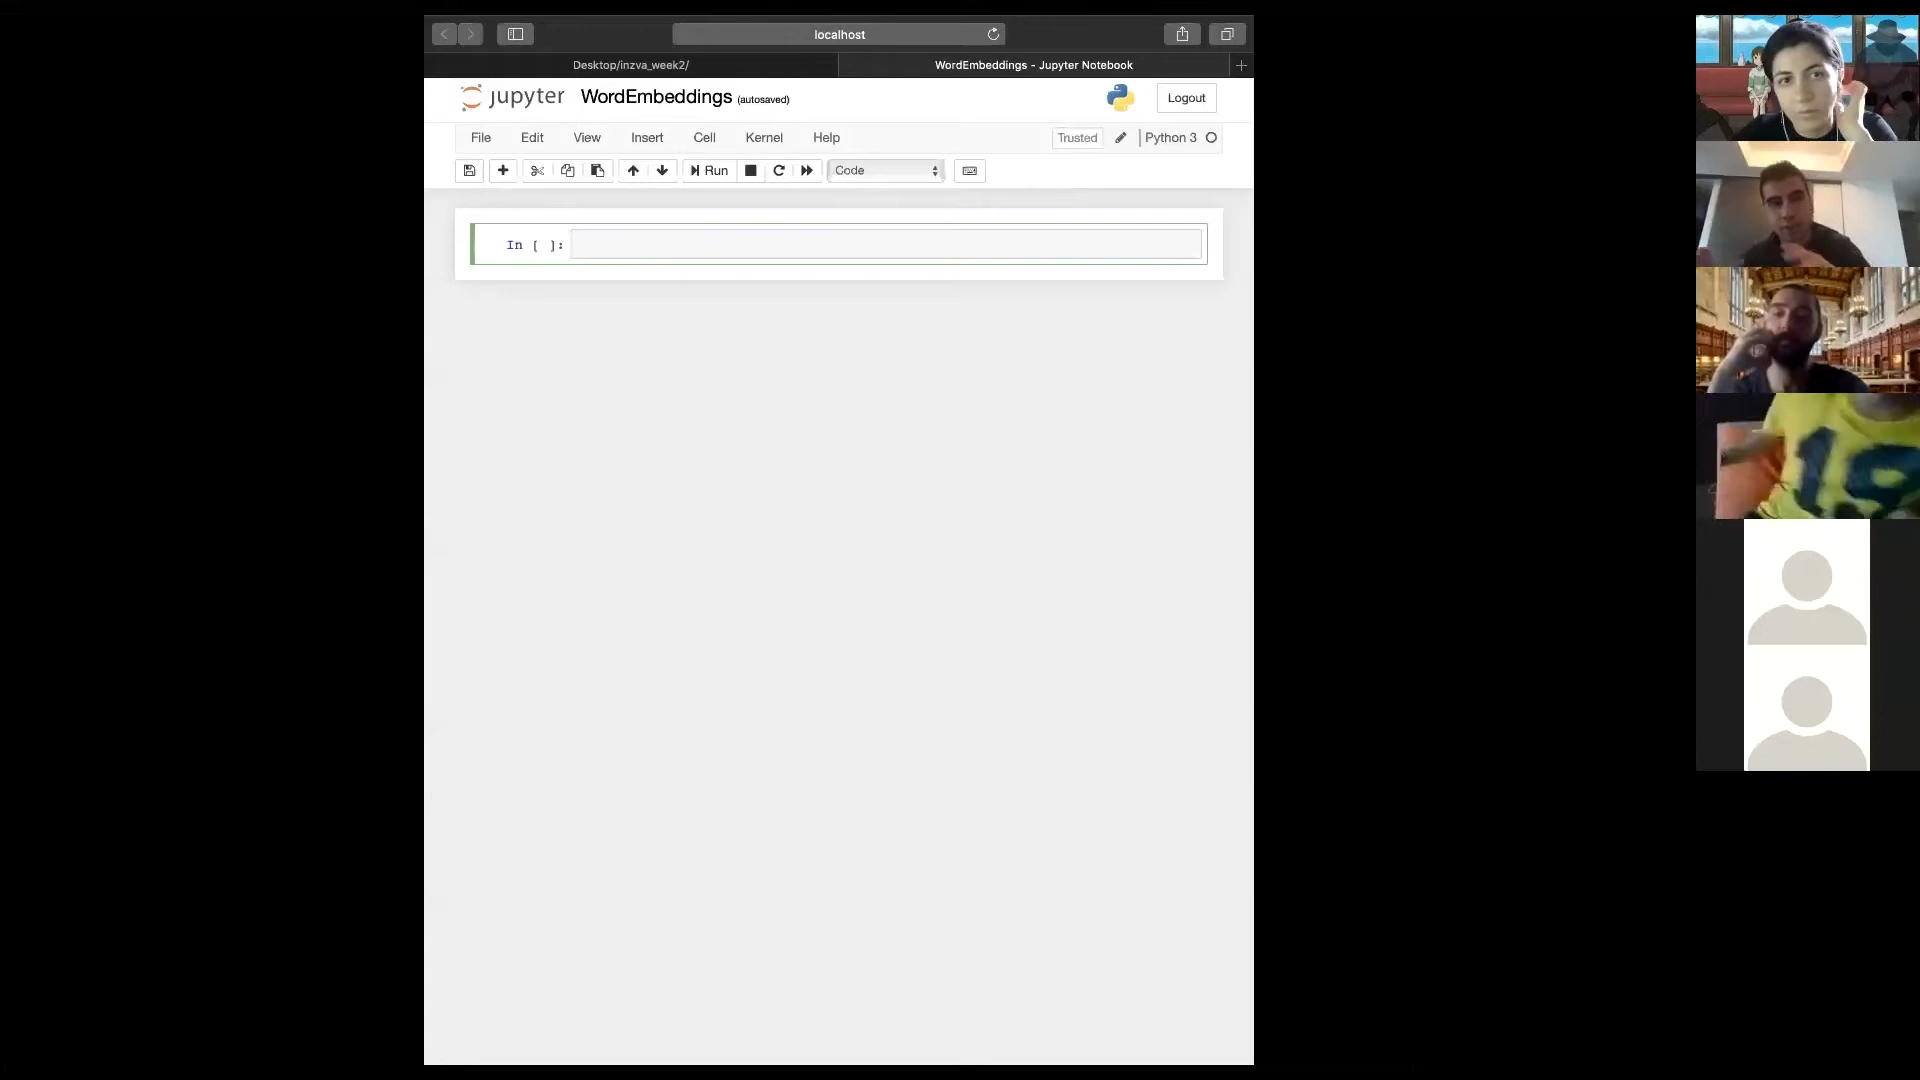 localhost
Desktop/inzva_week2/
WordEmbeddings - Jupyter Notebook
jupyter WordEmbeddings (autosaved)
Logout
File Edit View Insert Cell Kernel Help
Trusted Python 3
Run Code
In [ ]:
19